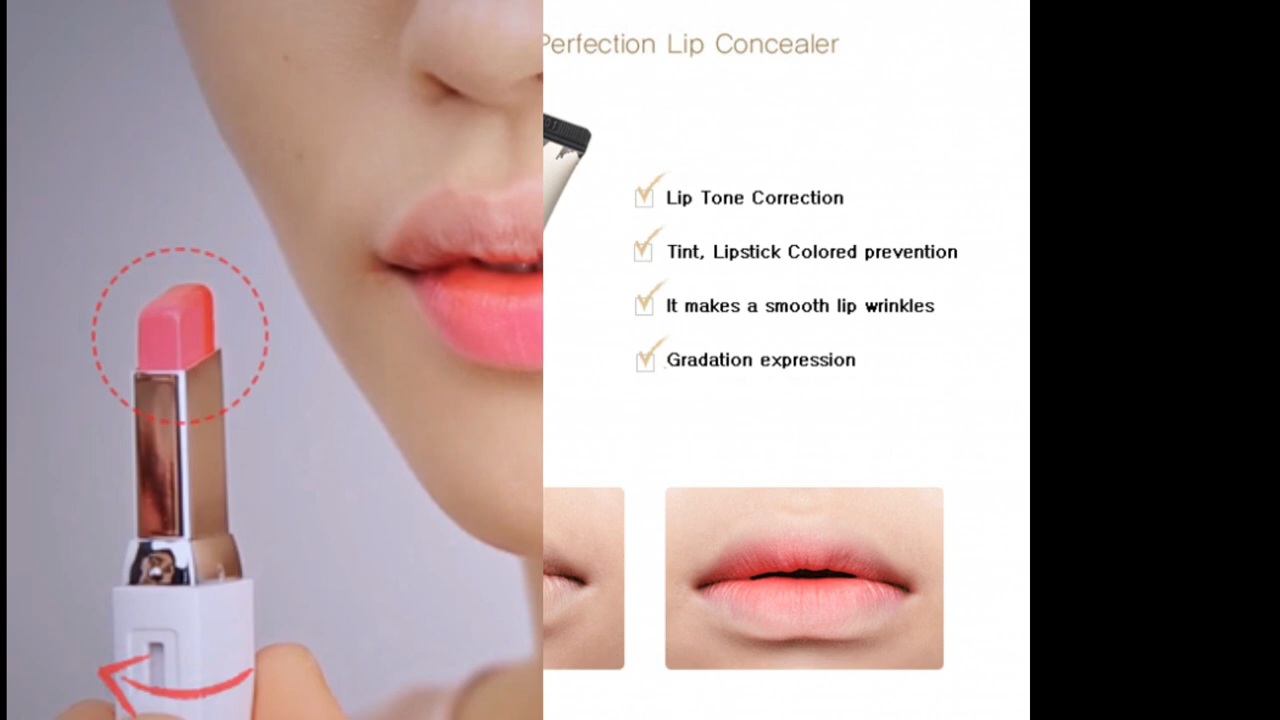 Perfection Lip Concealer
Lip Tone Correction
Tint, Lipstick Colored prevention
It makes a smooth lip wrinkles
Gradation expression